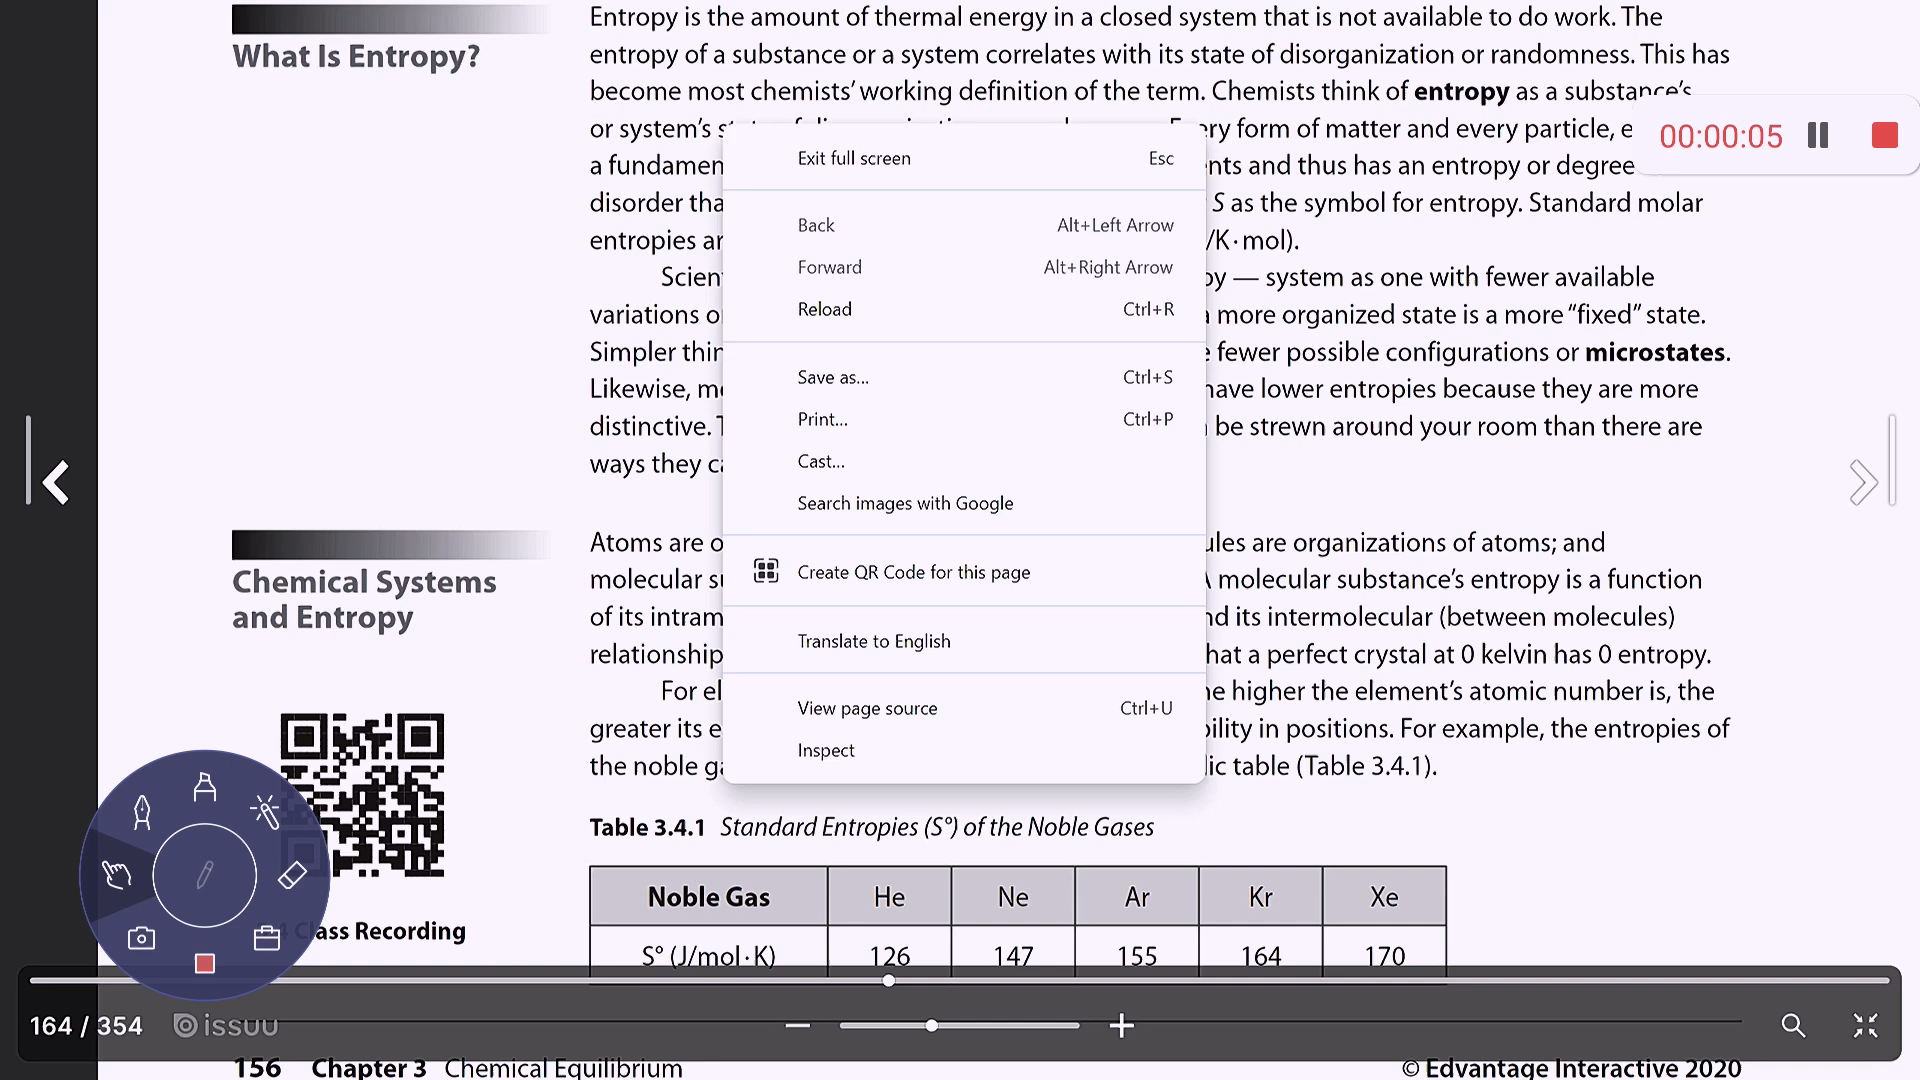 What Is Entropy?
Entropy is the amount of thermal energy in a closed system that is not available to do work. The
entropy of a substance or a system correlates with its state of disorganization or randomness. This has
become most chemists' working definition of the term. Chemists think of entropy as a substance's
or system's ery form of matter and every particle,
a fundamen nts and thus has an entropy or degree
disorder tha S as the symbol for entropy. Standard molar
entropies ar /K·mol).
Scien oy — system as one with fewer available
variations o a more organized state is a more "fixed" state.
Simpler thin e fewer possible configurations or microstates.
Likewise, mo have lower entropies because they are more
distinctive. T n be strewn around your room than there are
ways they ca
Exit full screen Esc
Back Alt+Left Arrow
Forward Alt+Right Arrow
Reload Ctrl+R
Save as... Ctrl+S
Print... Ctrl+P
Cast...
Search images with Google
Create QR Code for this page
Translate to English
View page source Ctrl+U
Inspect
00:00:05
Chemical Systems
and Entropy
Atoms are o ules are organizations of atoms; and
molecular su A molecular substance's entropy is a function
of its intram nd its intermolecular (between molecules)
relationship hat a perfect crystal at 0 kelvin has 0 entropy.
For el he higher the element's atomic number is, the
greater its e bility in positions. For example, the entropies of
the noble ga ic table (Table 3.4.1).
Class Recording
Table 3.4.1 Standard Entropies (S°) of the Noble Gases
Noble Gas He Ne Ar Kr Xe
S° (J/mol·K) 126 147 155 164 170
164 / 354 issuu
156 Chapter 3 Chemical Equilibrium © Edvantage Interactive 2020